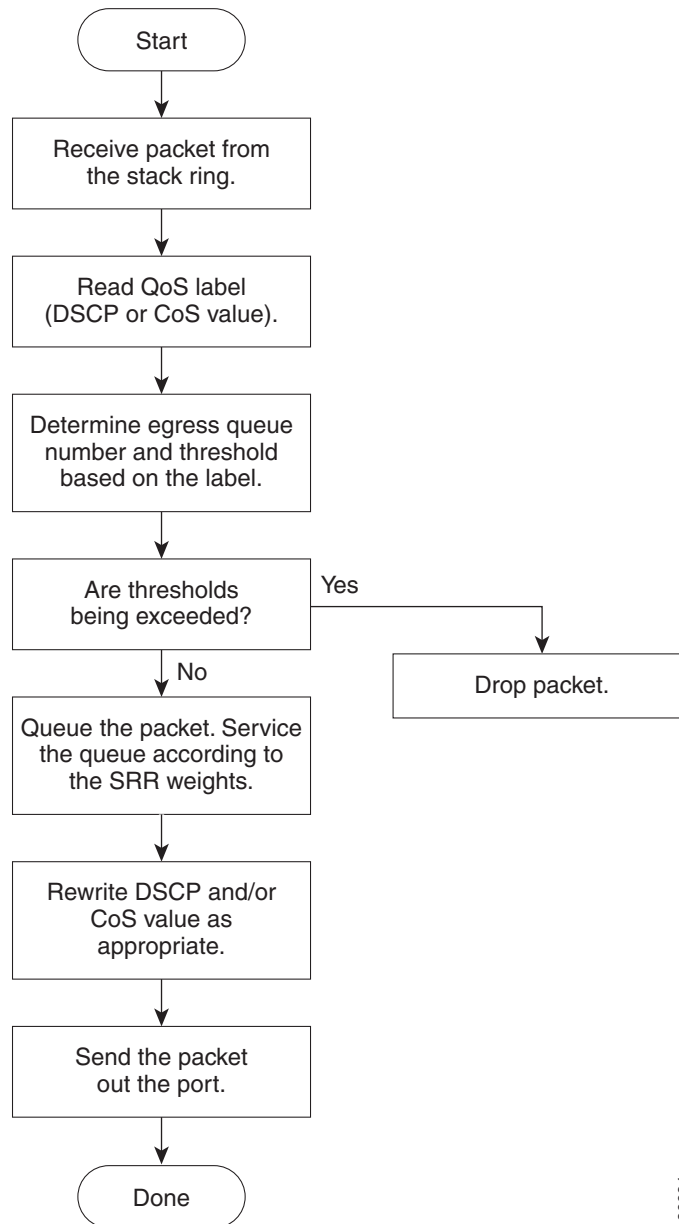 Start
Receive packet from
the stack ring.
Read QoS label
(DSCP or CoS value).
Determine egress queue
number and threshold
based on the label.
Are thresholds
being exceeded?
Yes
No
Drop packet.
Queue the packet. Service
the queue according to
the SRR weights.
Rewrite DSCP and/or
CoS value as
appropriate.
Send the packet
out the port.
Done